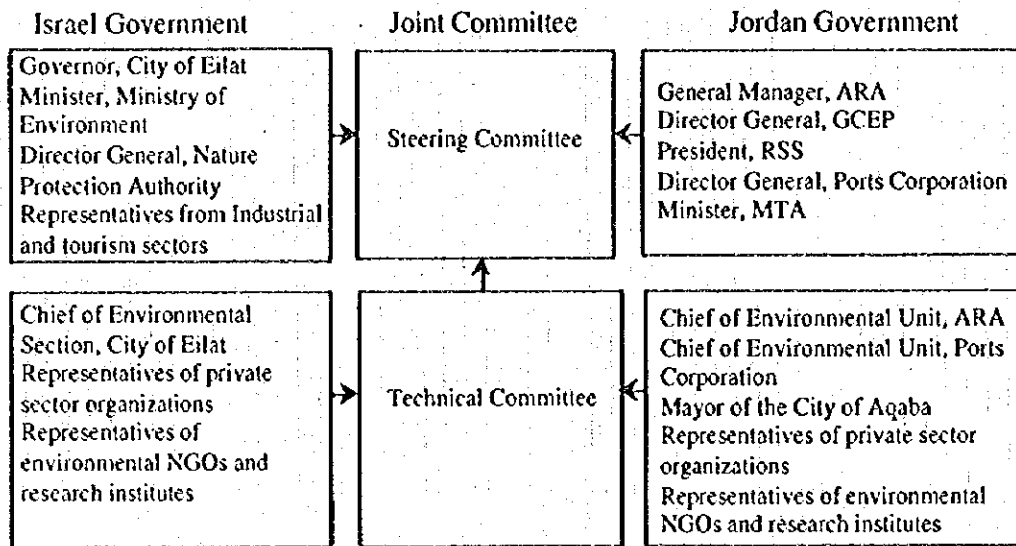 Israel Government
Joint Committee
Jordan Government
Governor, City of Eilat
Minister, Ministry of
Environment
Director General, Nature
Protection Authority
Representatives from Industrial
and tourism sectors
Steering Committee
General Manager, ARA
Director General, GCEP
President, RSS
Director General, Ports Corporation
Minister, MTA
Chief of Environmental
Section, City of Eilat
Representatives of private
sector organizations
Representatives of
environmental NGOs and
research institutes
Technical Committee
Chief of Environmental Unit, ARA
Chief of Environmental Unit, Ports
Corporation
Mayor of the City of Aqaba
Representatives of private sector
organizations
Representatives of environmental
NGOs and research institutes